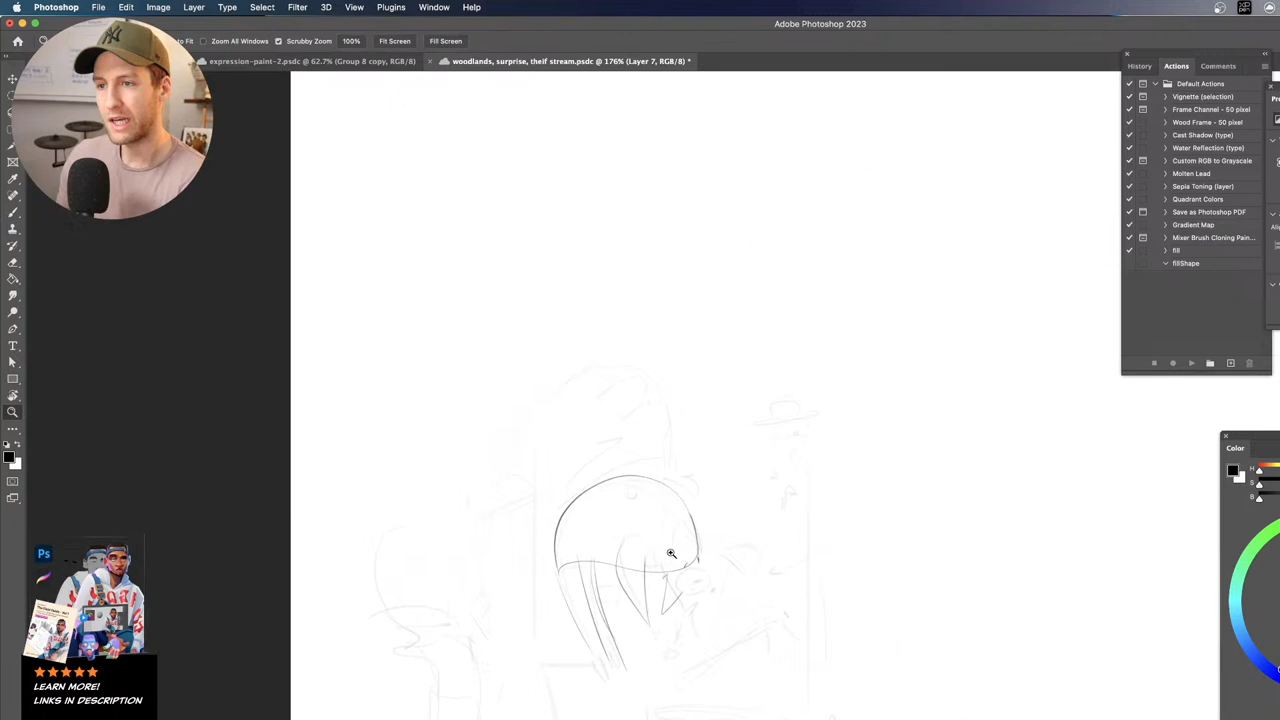 Photoshop File Edit Image Layer Type Select Filter 3D View Plugins Window Help
Adobe Photoshop 2023
to Fit Zoom All Windows Scrubby Zoom 100% Fit Screen Fill Screen
expression-paint-2.psdc @ 62.7% (Group 8 copy, RGB/8)
woodlands, surprise, theif stream.psdc @ 176% (Layer 7, RGB/8) *
History Actions Comments
Default Actions
Vignette (selection)
Frame Channel - 50 pixel
Wood Frame - 50 pixel
Cast Shadow (type)
Water Reflection (type)
Custom RGB to Grayscale
Molten Lead
Sepia Toning (layer)
Quadrant Colors
Save as Photoshop PDF
Gradient Map
Mixer Brush Cloning Pain...
fill
fillShape
Color
H
S
B
Ps
LEARN MORE!
LINKS IN DESCRIPTION